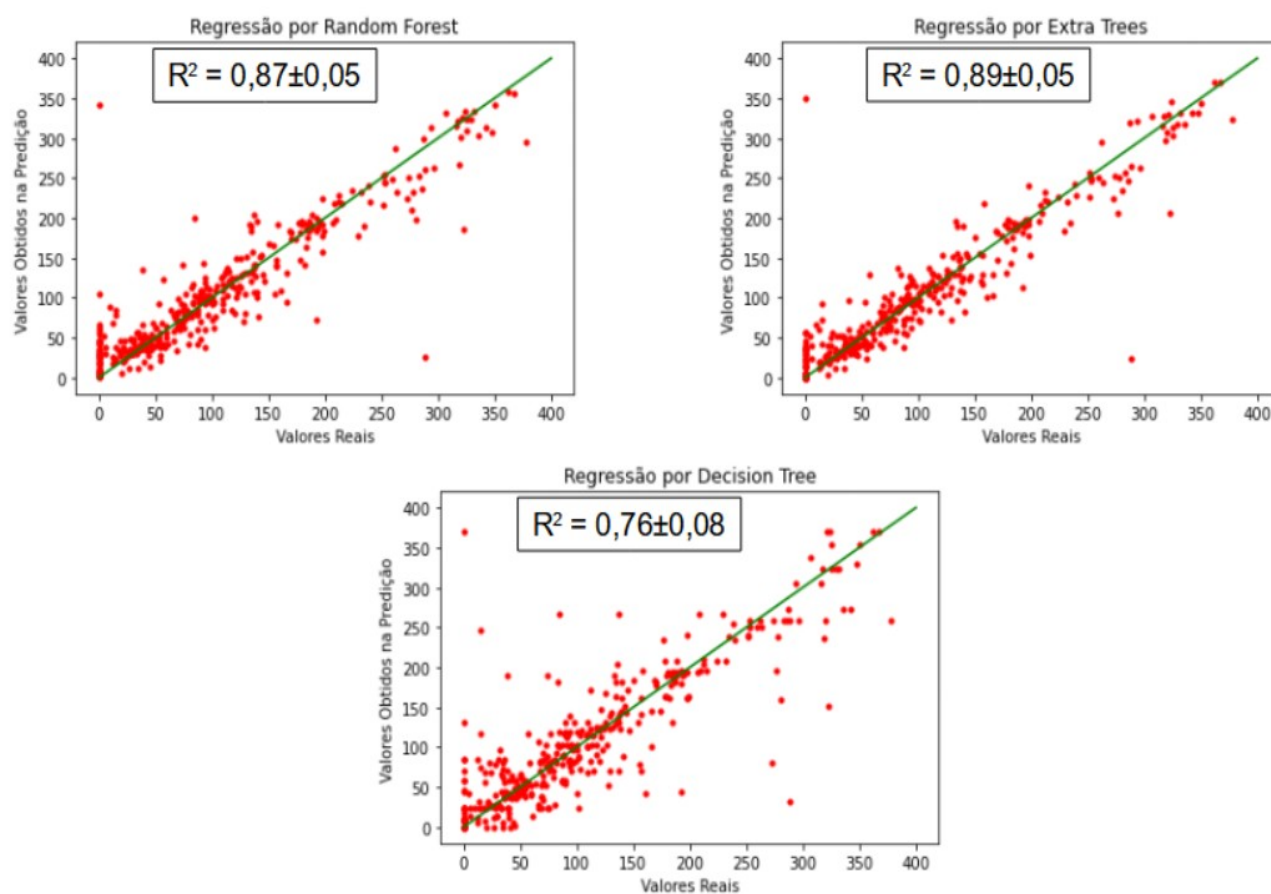 Regressão por Random Forest
R² = 0,87±0,05
Valores Obtidos na Predição
400
350
300
250
200
150
100
50
0
0 50 100 150 200 250 300 350 400
Valores Reais
Regressão por Extra Trees
R² = 0,89±0,05
Valores Obtidos na Predição
400
350
300
250
200
150
100
50
0
0 50 100 150 200 250 300 350 400
Valores Reais
Regressão por Decision Tree
R² = 0,76±0,08
Valores Obtidos na Predição
400
350
300
250
200
150
100
50
0
0 50 100 150 200 250 300 350 400
Valores Reais